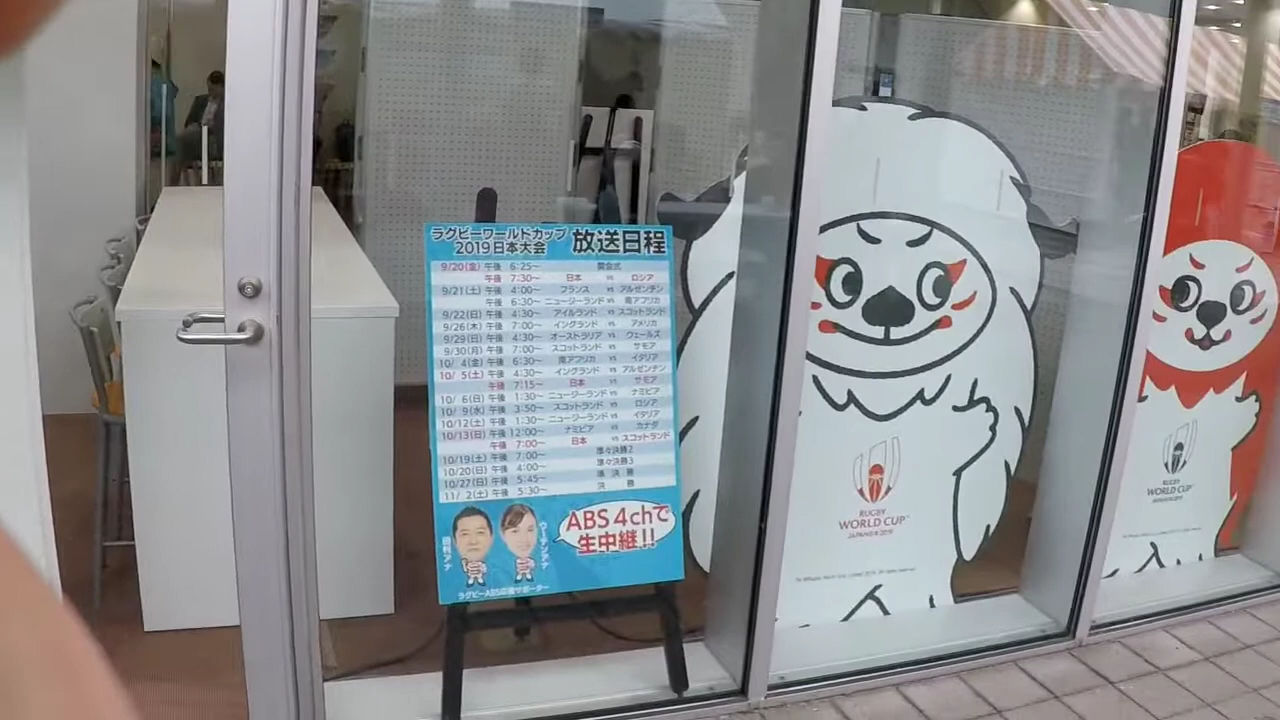 ラグビーワールドカップ
2019日本大会 放送日程
9/20(金) 午後 6:25～ 開会式
午後 7:30～ 日本 vs ロシア
9/21(土) 午後 4:00～ フランス vs アルゼンチン
午後 6:30～ ニュージーランド vs 南アフリカ
9/22(日) 午後 4:30～ アイルランド vs スコットランド
9/26(木) 午後 7:00～ イングランド vs アメリカ
9/29(日) 午後 4:30～ オーストラリア vs ウェールズ
9/30(月) 午後 7:00～ スコットランド vs サモア
10/ 4(金) 午後 6:30～ 南アフリカ vs イタリア
10/ 5(土) 午後 4:30～ イングランド vs アルゼンチン
午後 7:15～ 日本 vs サモア
10/ 6(日) 午後 1:30～ ニュージーランド vs ナミビア
10/ 9(水) 午後 3:50～ スコットランド vs ロシア
10/12(土) 午後 1:30～ ニュージーランド vs イタリア
10/13(日) 午後 12:00～ ナミビア vs カナダ
午後 7:00～ 日本 vs スコットランド
10/19(土) 午後 7:00～ 準々決勝2
10/20(日) 午後 4:00～ 準々決勝3
10/27(日) 午後 5:45～ 準 決 勝
11/ 2(土) 午後 5:30～ 決 勝
ABS 4chで
生中継!!
ラグビーABS応援サポーター
RUGBY
WORLD CUP™
JAPAN 2019
RUGBY
WORLD CUP
JAPAN 2019